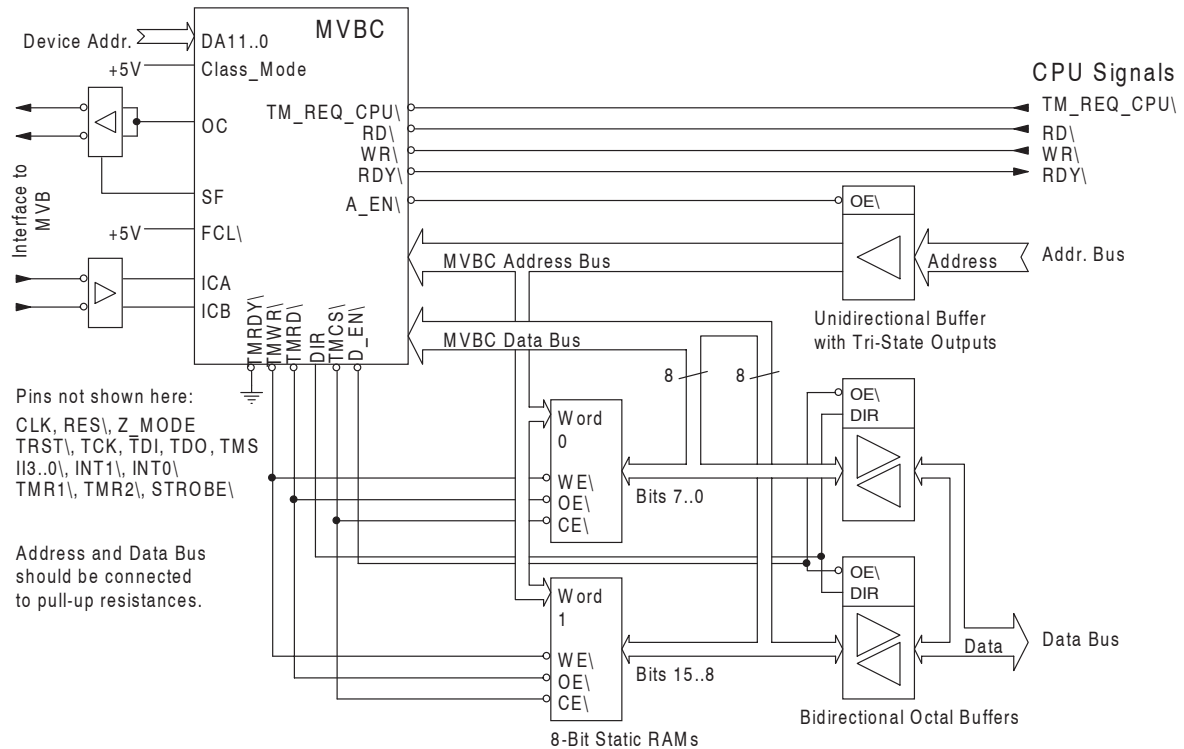 MVBC
Device Addr.
DA11..0
+5V
Class_Mode
OC
SF
+5V
FCL\
ICA
ICB
Interface to
MVB
TM_REQ_CPU\
RD\
WR\
RDY\
A_EN\
TMRDY\
TMWR\
TMRD\
DIR
TMCS\
D_EN\
CPU Signals
TM_REQ_CPU\
RD\
WR\
RDY\
OE\
MVBC Address Bus
Address
Addr. Bus
Unidirectional Buffer
with Tri-State Outputs
MVBC Data Bus
8
8
Pins not shown here:
CLK, RES\, Z_MODE
TRST\, TCK, TDI, TDO, TMS
II3..0\, INT1\, INT0\
TMR1\, TMR2\, STROBE\
Address and Data Bus
should be connected
to pull-up resistances.
Word
0
WE\
OE\
CE\
Bits 7..0
OE\
DIR
Word
1
WE\
OE\
CE\
Bits 15..8
8-Bit Static RAMs
OE\
DIR
Data
Data Bus
Bidirectional Octal Buffers